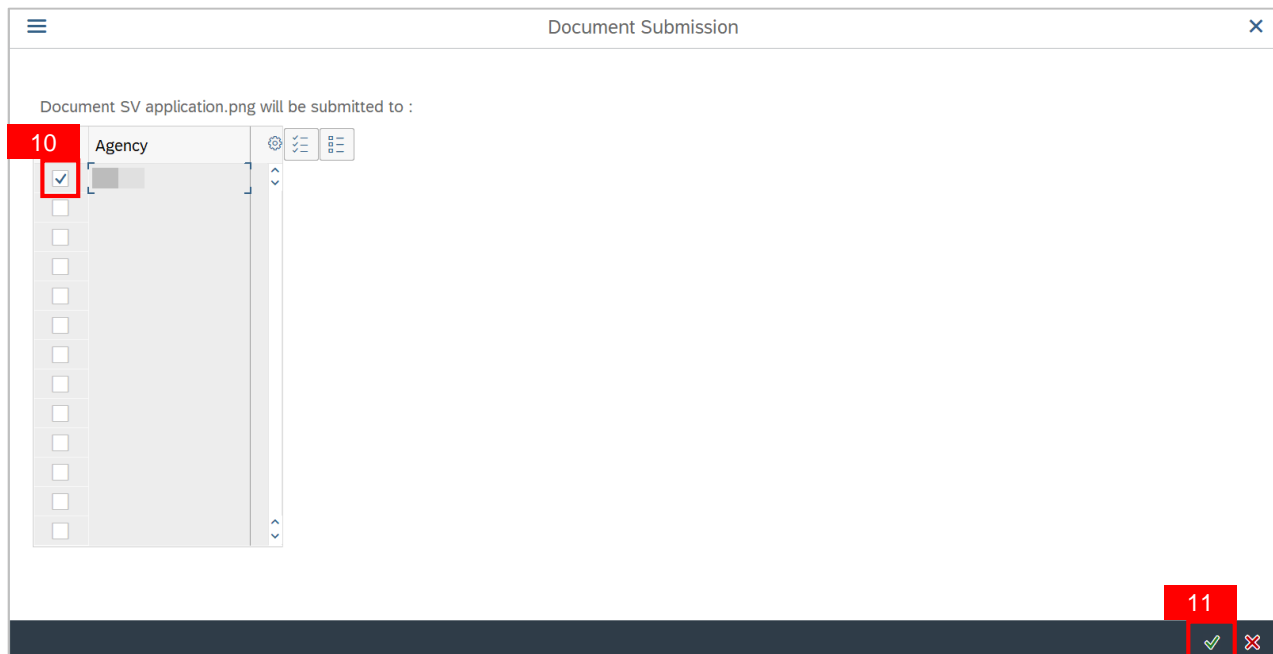 Document Submission
Document SV application.png will be submitted to :
10
Agency
11